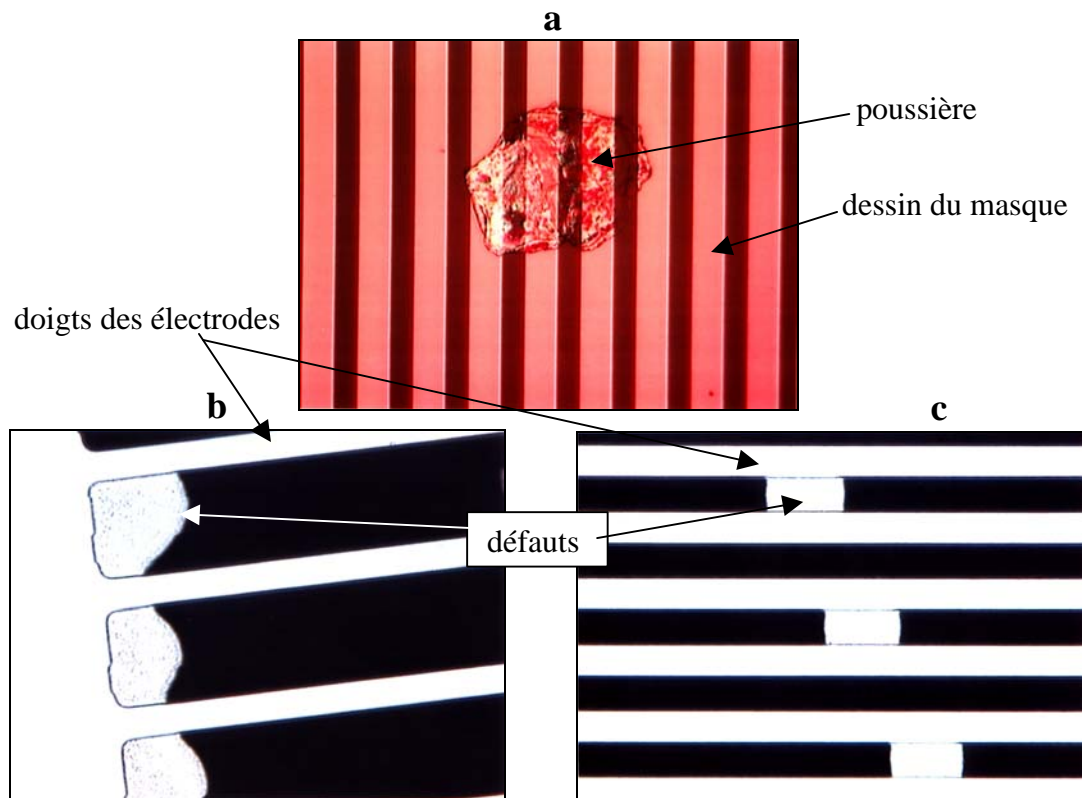 a
poussière
dessin du masque
doigts des électrodes
b
c
défauts